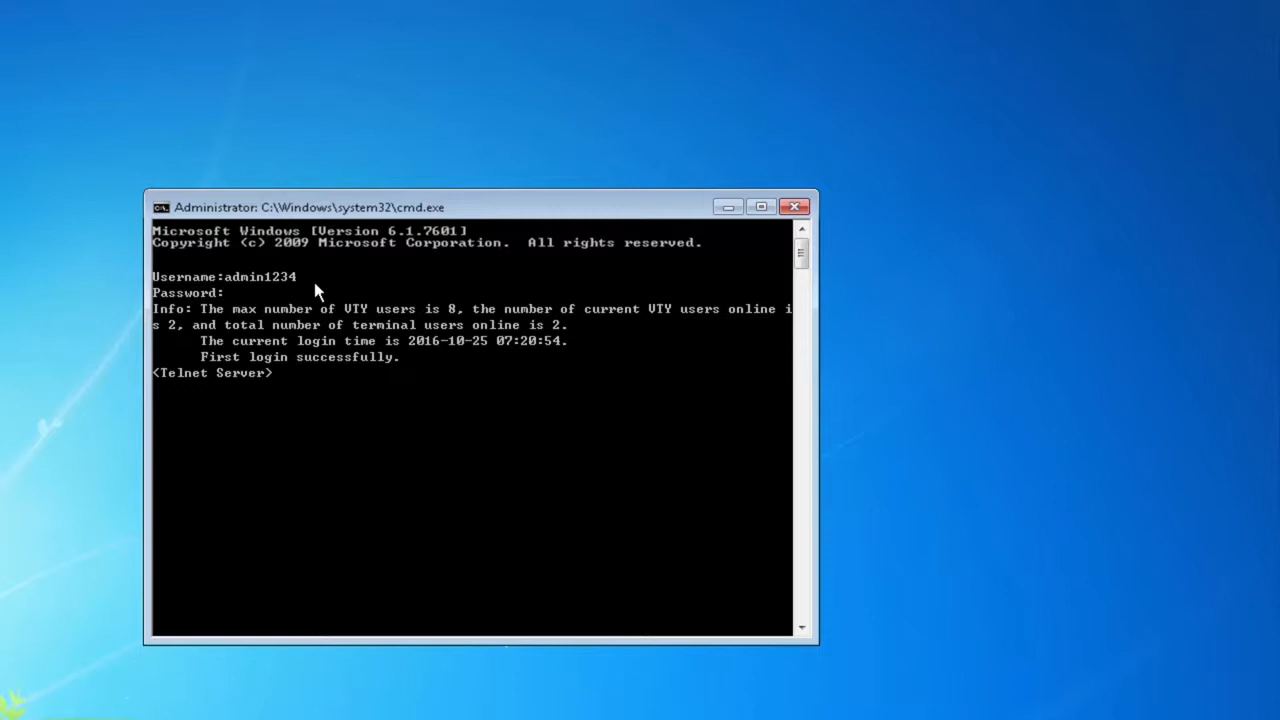 Administrator: C:\Windows\system32\cmd.exe
Microsoft Windows [Version 6.1.7601]
Copyright (c) 2009 Microsoft Corporation.  All rights reserved.
Username:admin1234
Password:
Info: The max number of VTY users is 8, the number of current VTY users online i
s 2, and total number of terminal users online is 2.
The current login time is 2016-10-25 07:20:54.
First login successfully.
<Telnet Server>